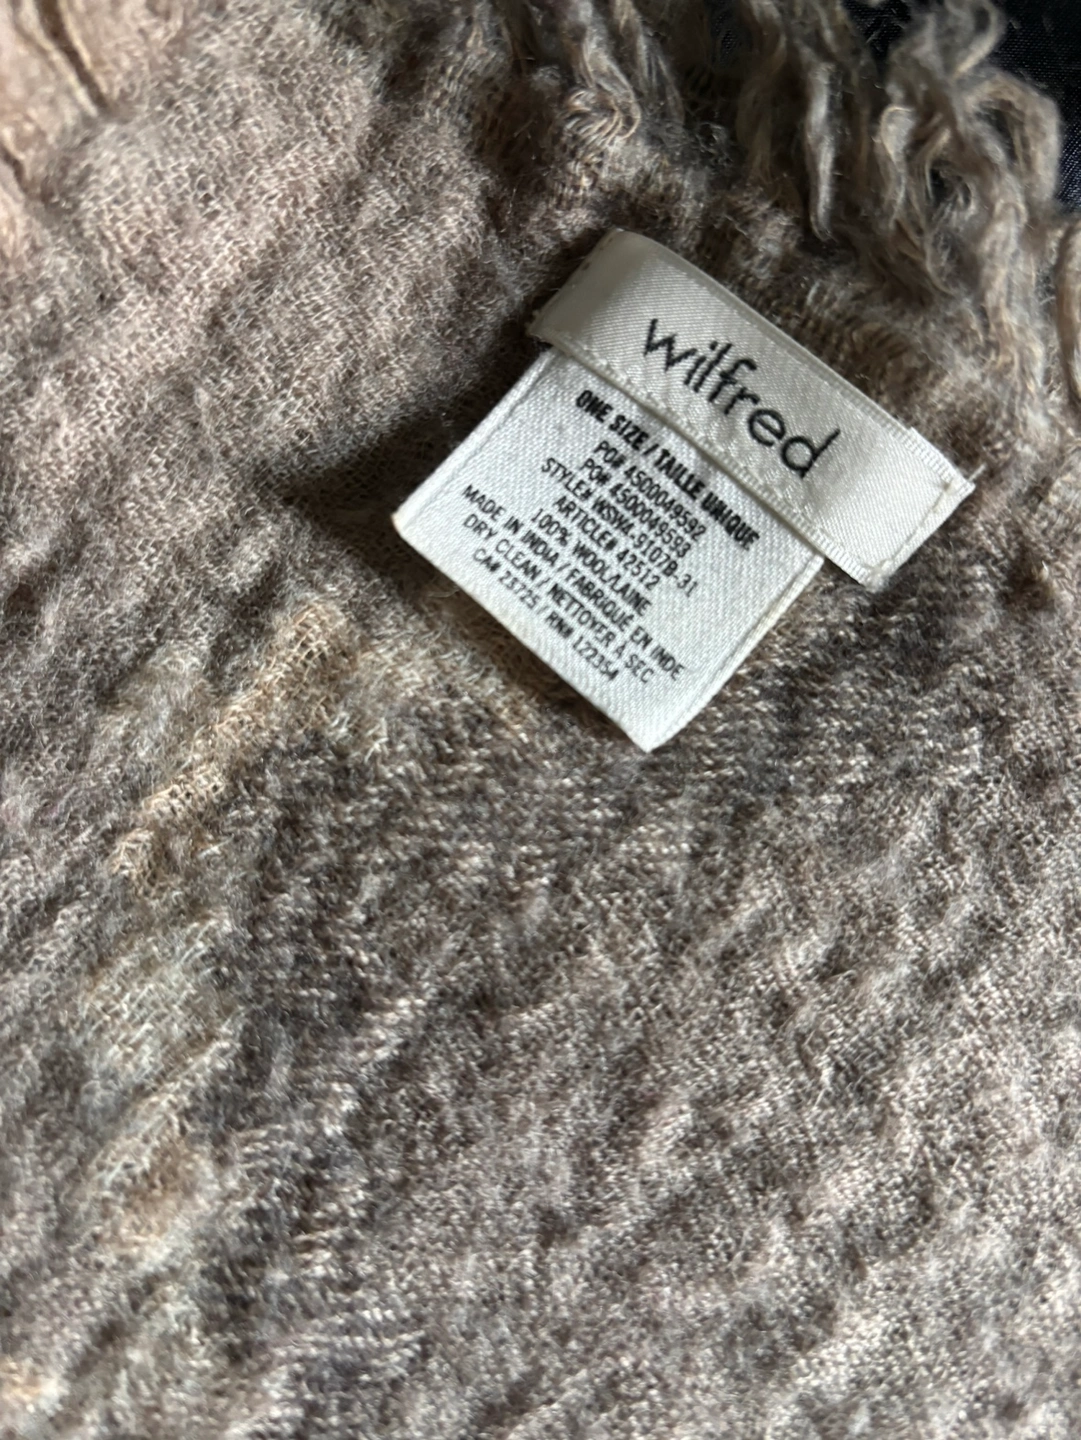 wilfred
ONE SIZE / TAILLE UNIQUE
PO# 4500049592
PO# 4500049593
STYLE# WSW4-9107B-31
ARTICLE# 42512
100% WOOL/LAINE
MADE IN INDIA / FABRIQUÉ EN INDE
DRY CLEAN / NETTOYER À SEC
CA# 23725 / RN# 122354